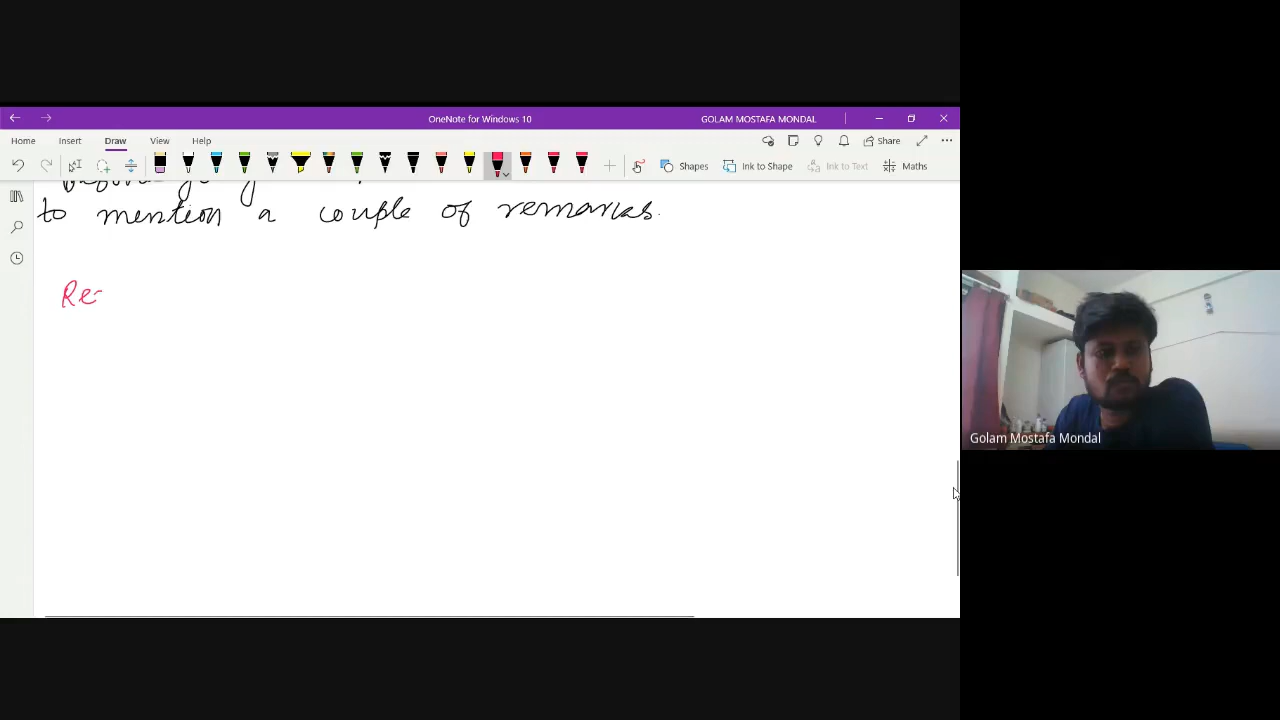 OneNote for Windows 10
GOLAM MOSTAFA MONDAL
Home Insert Draw View Help
Share
Shapes Ink to Shape Ink to Text Maths
to mention a couple of remarks.
Re
Golam Mostafa Mondal